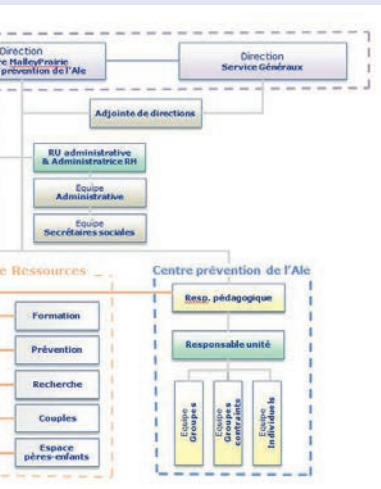 Direction
MalleyPrairie
prévention de l'Ale
Direction
Service Généraux
Adjointe de directions
RU administrative
& Administratrice RH
Equipe
Administrative
Equipe
Secrétaires sociales
Ressources
Centre prévention de l'Ale
Resp. pédagogique
Formation
Responsable unité
Prévention
Recherche
Couples
Espace
pères-enfants
Equipe
Groupes
Equipe
Groupes
contraints
Equipe
Individuels